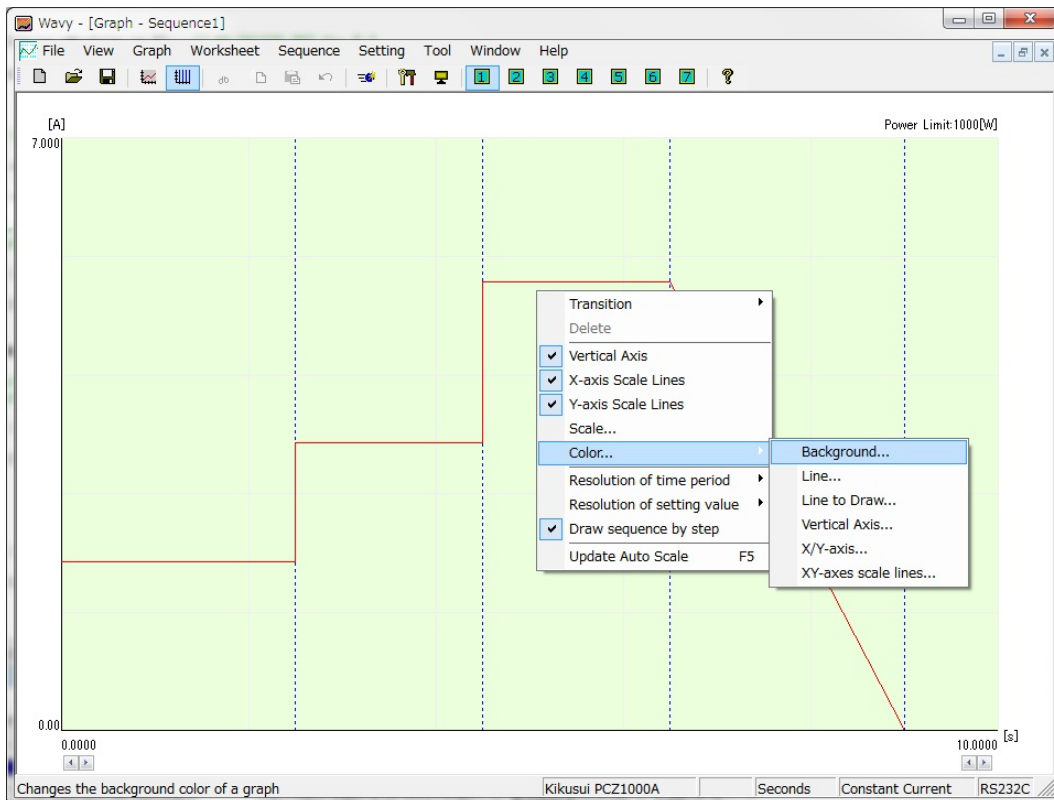 Wavy - [Graph - Sequence1]
File View Graph Worksheet Sequence Setting Tool Window Help
1 2 3 4 5 6 7 ?
[A]
Power Limit:1000[W]
7.000
Transition
Delete
Vertical Axis
X-axis Scale Lines
Y-axis Scale Lines
Scale...
Color...
Background...
Resolution of time period
Line...
Resolution of setting value
Line to Draw...
Draw sequence by step
Vertical Axis...
Update Auto Scale F5
X/Y-axis...
XY-axes scale lines...
0.00
0.0000
10.0000 [s]
Changes the background color of a graph
Kikusui PCZ1000A
Seconds
Constant Current
RS232C